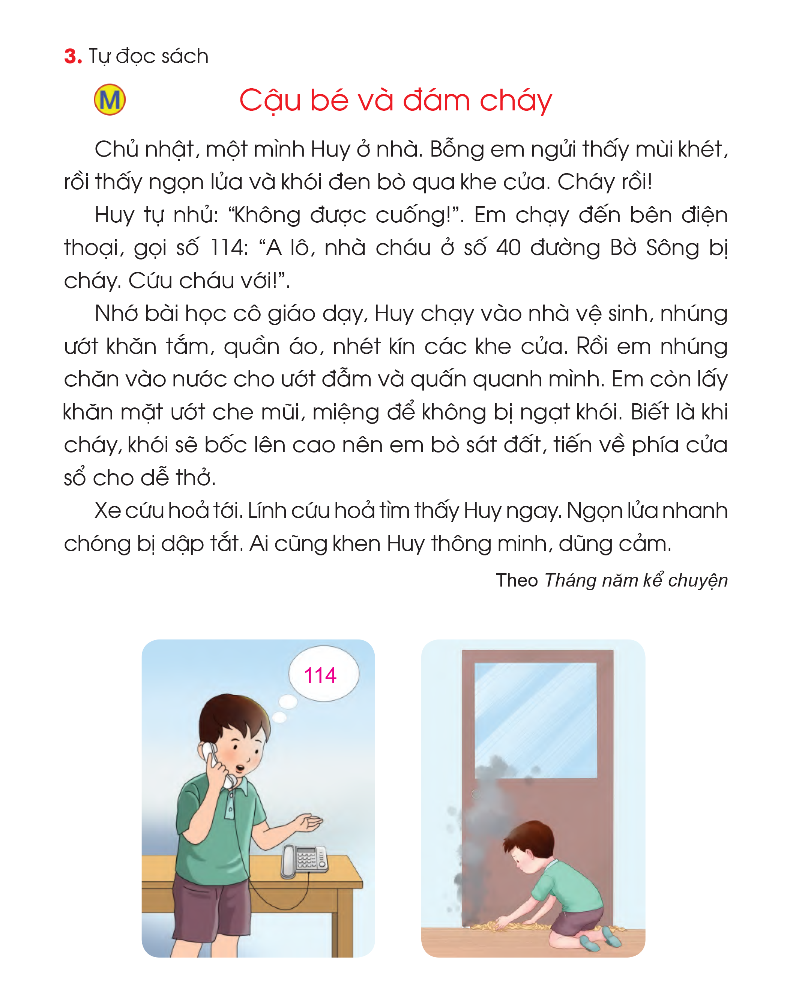 3. Tự đọc sách
M
Cậu bé và đám cháy
Chủ nhật, một mình Huy ở nhà. Bỗng em ngửi thấy mùi khét,
rồi thấy ngọn lửa và khói đen bò qua khe cửa. Cháy rồi!
Huy tự nhủ: “Không được cuống!”. Em chạy đến bên điện
thoại, gọi số 114: “A lô, nhà cháu ở số 40 đường Bờ Sông bị
cháy. Cứu cháu với!”.
Nhớ bài học cô giáo dạy, Huy chạy vào nhà vệ sinh, nhúng
ướt khăn tắm, quần áo, nhét kín các khe cửa. Rồi em nhúng
chăn vào nước cho ướt đẫm và quấn quanh mình. Em còn lấy
khăn mặt ướt che mũi, miệng để không bị ngạt khói. Biết là khi
cháy, khói sẽ bốc lên cao nên em bò sát đất, tiến về phía cửa
sổ cho dễ thở.
Xe cứu hoả tới. Lính cứu hoả tìm thấy Huy ngay. Ngọn lửa nhanh
chóng bị dập tắt. Ai cũng khen Huy thông minh, dũng cảm.
Theo Tháng năm kể chuyện
114